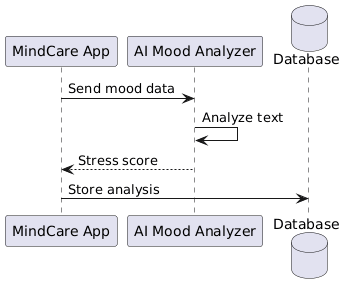 MindCare App
AI Mood Analyzer
Database
Send mood data
Analyze text
Stress score
Store analysis
MindCare App
AI Mood Analyzer
Database